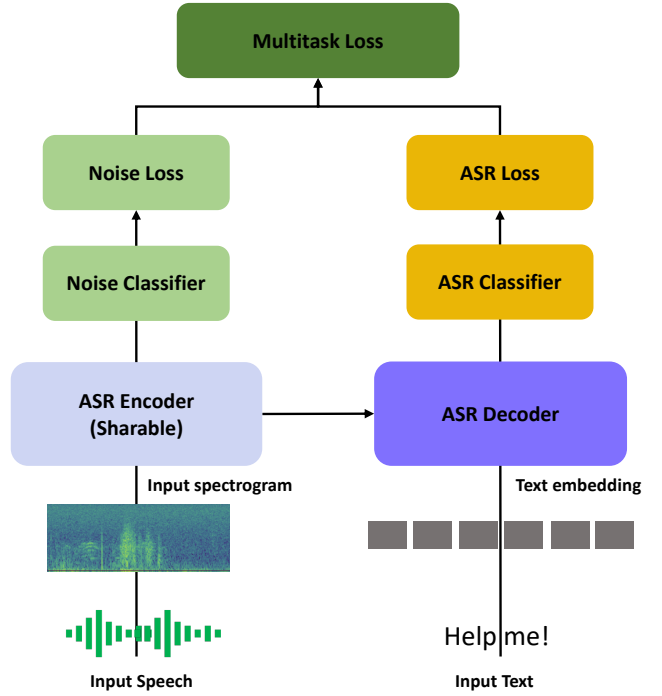 Multitask Loss
Noise Loss
ASR Loss
Noise Classifier
ASR Classifier
ASR Encoder
(Sharable)
ASR Decoder
Input spectrogram
Text embedding
Help me!
Input Speech
Input Text